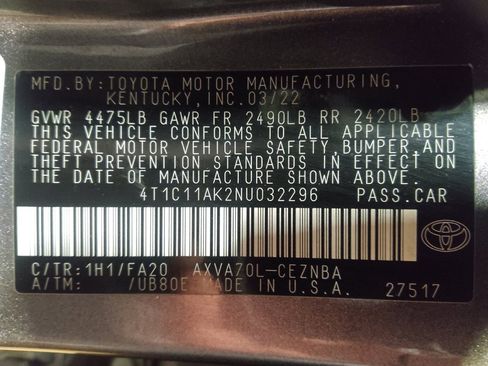 MFD.BY:TOYOTA MOTOR MANUFACTURING,
KENTUCKY,INC.03/22
GVWR 4475LB GAWR FR 2490LB RR 2420LB
THIS VEHICLE CONFORMS TO ALL APPLICABLE
FEDERAL MOTOR VEHICLE SAFETY,BUMPER,AND
THEFT PREVENTION STANDARDS IN EFFECT ON
THE DATE OF MANUFACTURE SHOWN ABOVE.
4T1C11AK2NU032296 PASS.CAR
C/TR:1H1/FA20 AXVA70L-CEZNBA
A/TM: /UB80E MADE IN U.S.A. 27517